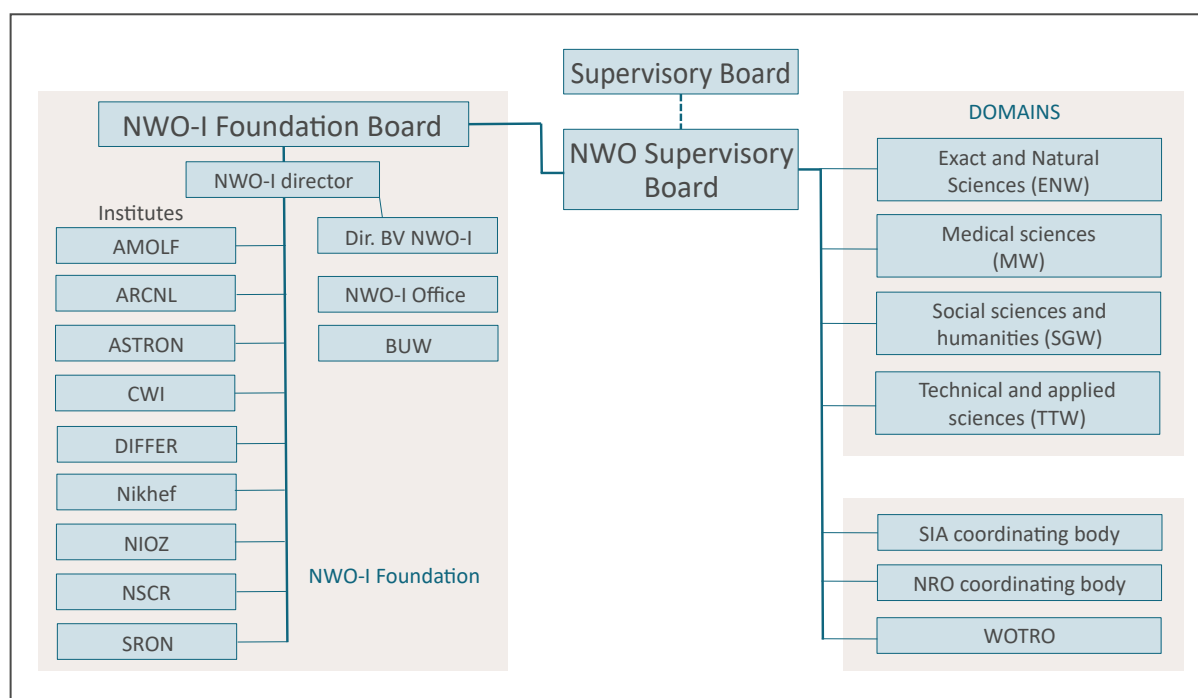 Supervisory Board
NWO Supervisory
Board
NWO-I Foundation Board
NWO-I director
Institutes
AMOLF
ARCNL
ASTRON
CWI
DIFFER
Nikhef
NIOZ
NSCR
SRON
Dir. BV NWO-I
NWO-I Office
BUW
NWO-I Foundation
DOMAINS
Exact and Natural
Sciences (ENW)
Medical sciences
(MW)
Social sciences and
humanities (SGW)
Technical and applied
sciences (TTW)
SIA coordinating body
NRO coordinating body
WOTRO